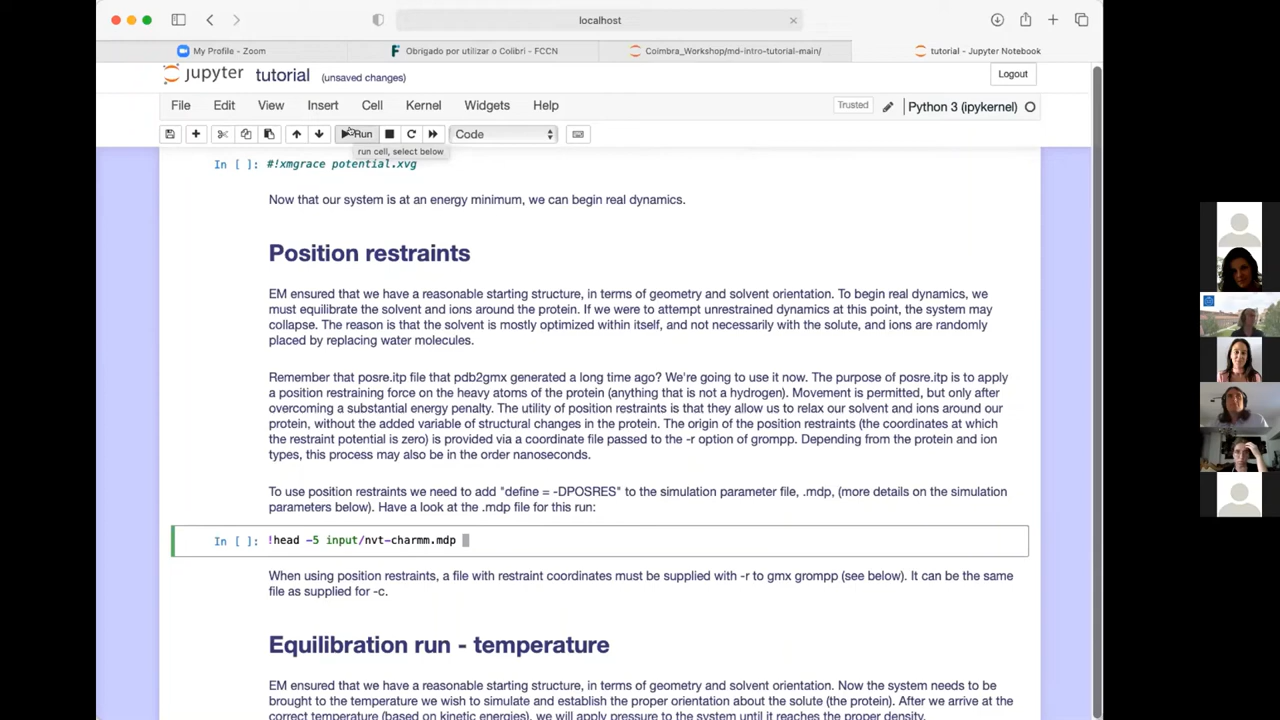 localhost
My Profile - Zoom
Obrigado por utilizar o Colibri - FCCN
Coimbra_Workshop/md-intro-tutorial-main/
tutorial - Jupyter Notebook
jupyter tutorial (unsaved changes)
Logout
File Edit View Insert Cell Kernel Widgets Help
Trusted
Python 3 (ipykernel)
Run
Code
run cell, select below
In [ ]: #!xmgrace potential.xvg
Now that our system is at an energy minimum, we can begin real dynamics.
Position restraints
EM ensured that we have a reasonable starting structure, in terms of geometry and solvent orientation. To begin real dynamics, we
must equilibrate the solvent and ions around the protein. If we were to attempt unrestrained dynamics at this point, the system may
collapse. The reason is that the solvent is mostly optimized within itself, and not necessarily with the solute, and ions are randomly
placed by replacing water molecules.
Remember that posre.itp file that pdb2gmx generated a long time ago? We're going to use it now. The purpose of posre.itp is to apply
a position restraining force on the heavy atoms of the protein (anything that is not a hydrogen). Movement is permitted, but only after
overcoming a substantial energy penalty. The utility of position restraints is that they allow us to relax our solvent and ions around our
protein, without the added variable of structural changes in the protein. The origin of the position restraints (the coordinates at which
the restraint potential is zero) is provided via a coordinate file passed to the -r option of grompp. Depending from the protein and ion
types, this process may also be in the order nanoseconds.
To use position restraints we need to add "define = -DPOSRES" to the simulation parameter file, .mdp, (more details on the simulation
parameters below). Have a look at the .mdp file for this run:
In [ ]: !head -5 input/nvt-charmm.mdp
When using position restraints, a file with restraint coordinates must be supplied with -r to gmx grompp (see below). It can be the same
file as supplied for -c.
Equilibration run - temperature
EM ensured that we have a reasonable starting structure, in terms of geometry and solvent orientation. Now the system needs to be
brought to the temperature we wish to simulate and establish the proper orientation about the solute (the protein). After we arrive at the
correct temperature (based on kinetic energies), we will apply pressure to the system until it reaches the proper density.